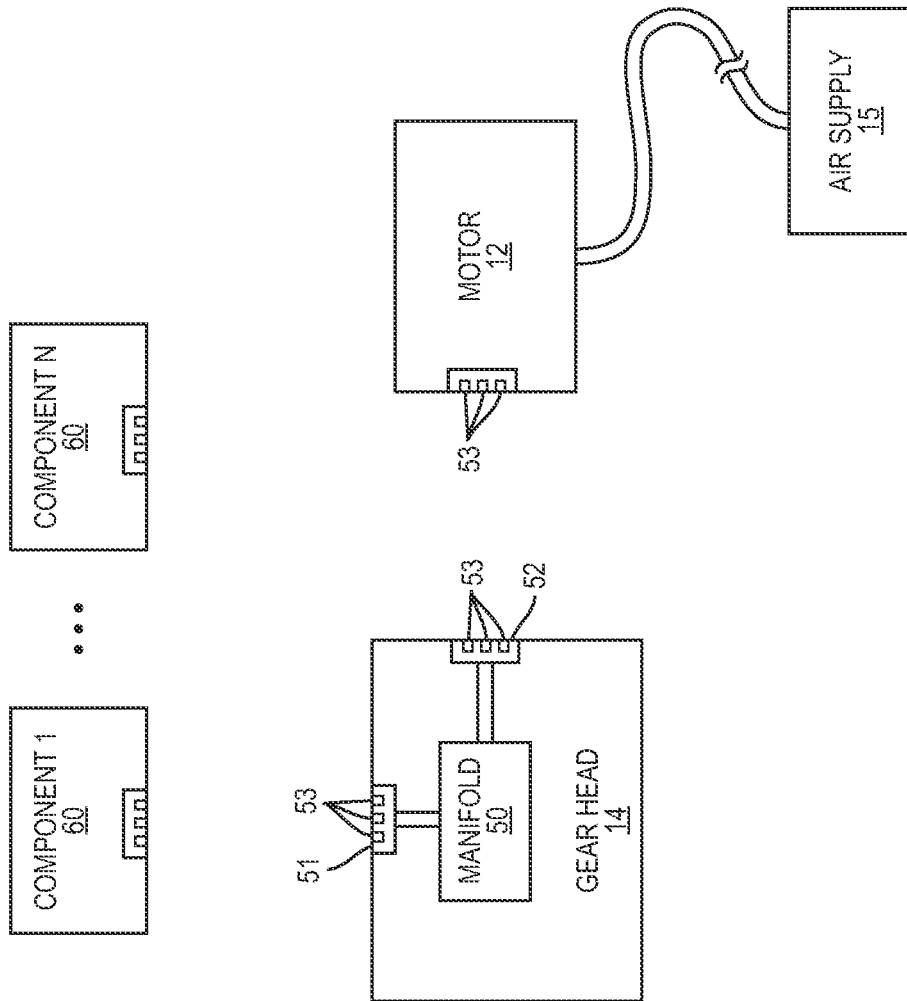 COMPONENT 1
60
COMPONENT N
60
51
53
53
52
53
MANIFOLD
50
GEAR HEAD
14
MOTOR
12
AIR SUPPLY
15